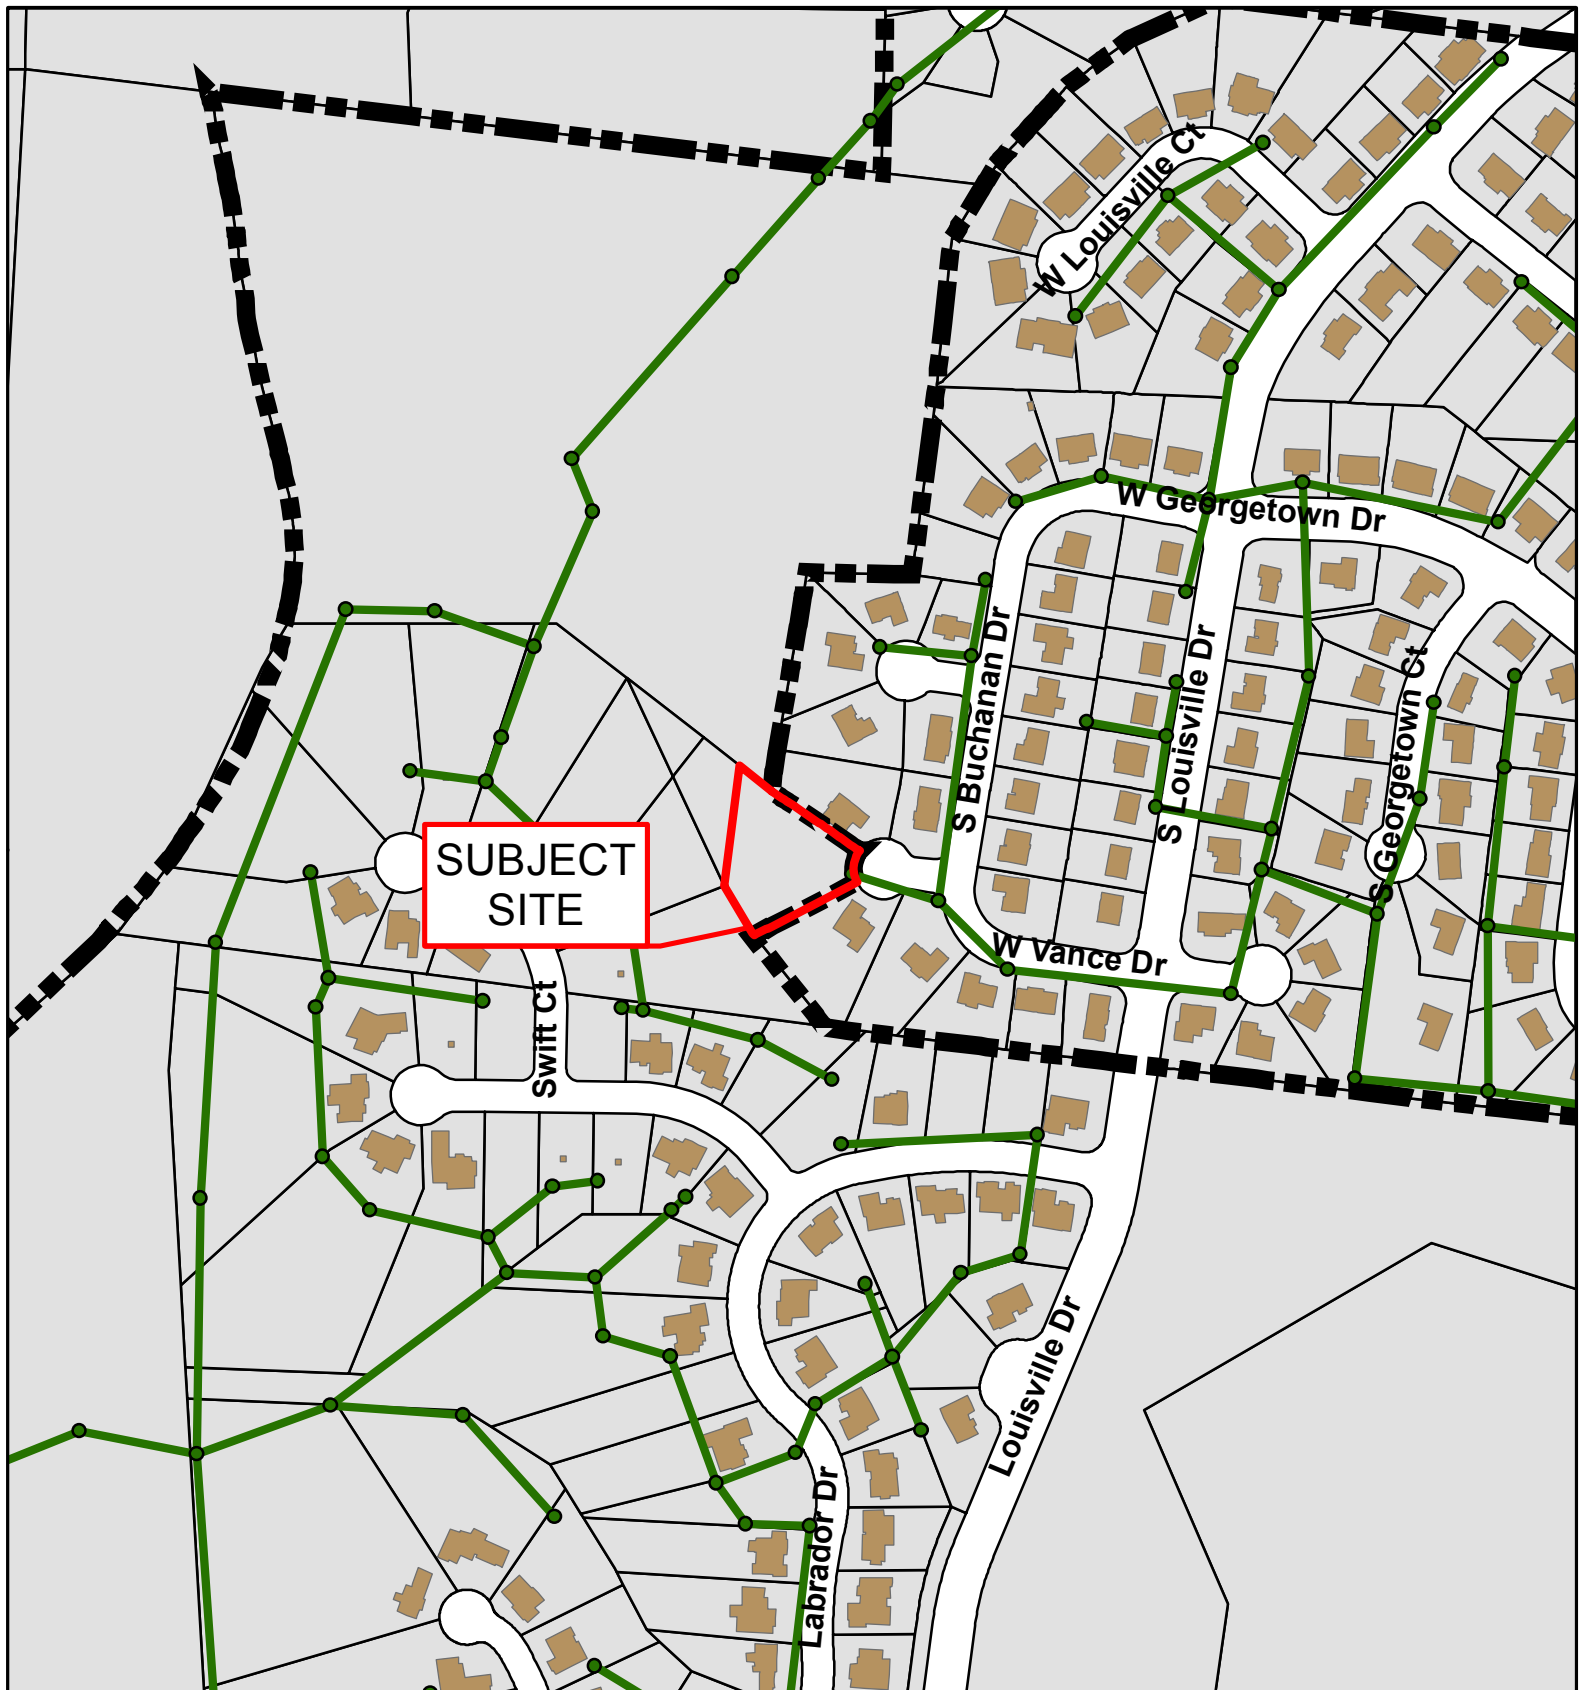 W Louisville Ct
W Georgetown Dr
S Buchanan Dr
S Louisville Dr
S Georgetown Ct
SUBJECT
SITE
W Vance Dr
Swift Ct
Louisville Dr
Labrador Dr